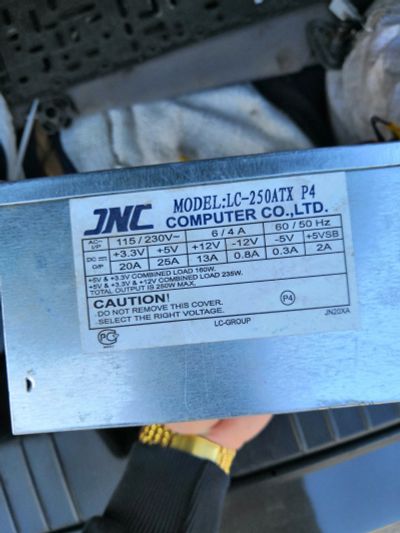 JNC
MODEL:LC-250ATX P4
COMPUTER CO.,LTD.
AC~ I/P 115/230V~ 6/4A 60/50Hz
DC⎓ O/P +3.3V +5V +12V -12V -5V +5VSB
20A 25A 13A 0.8A 0.3A 2A
+5V & +3.3V COMBINED LOAD 160W.
+5V & +3.3V & +12V COMBINED LOAD 235W.
TOTAL OUTPUT IS 250W MAX.
CAUTION!
. DO NOT REMOVE THIS COVER.
. SELECT THE RIGHT VOLTAGE.
P4
PC
LC-GROUP
JN20XA